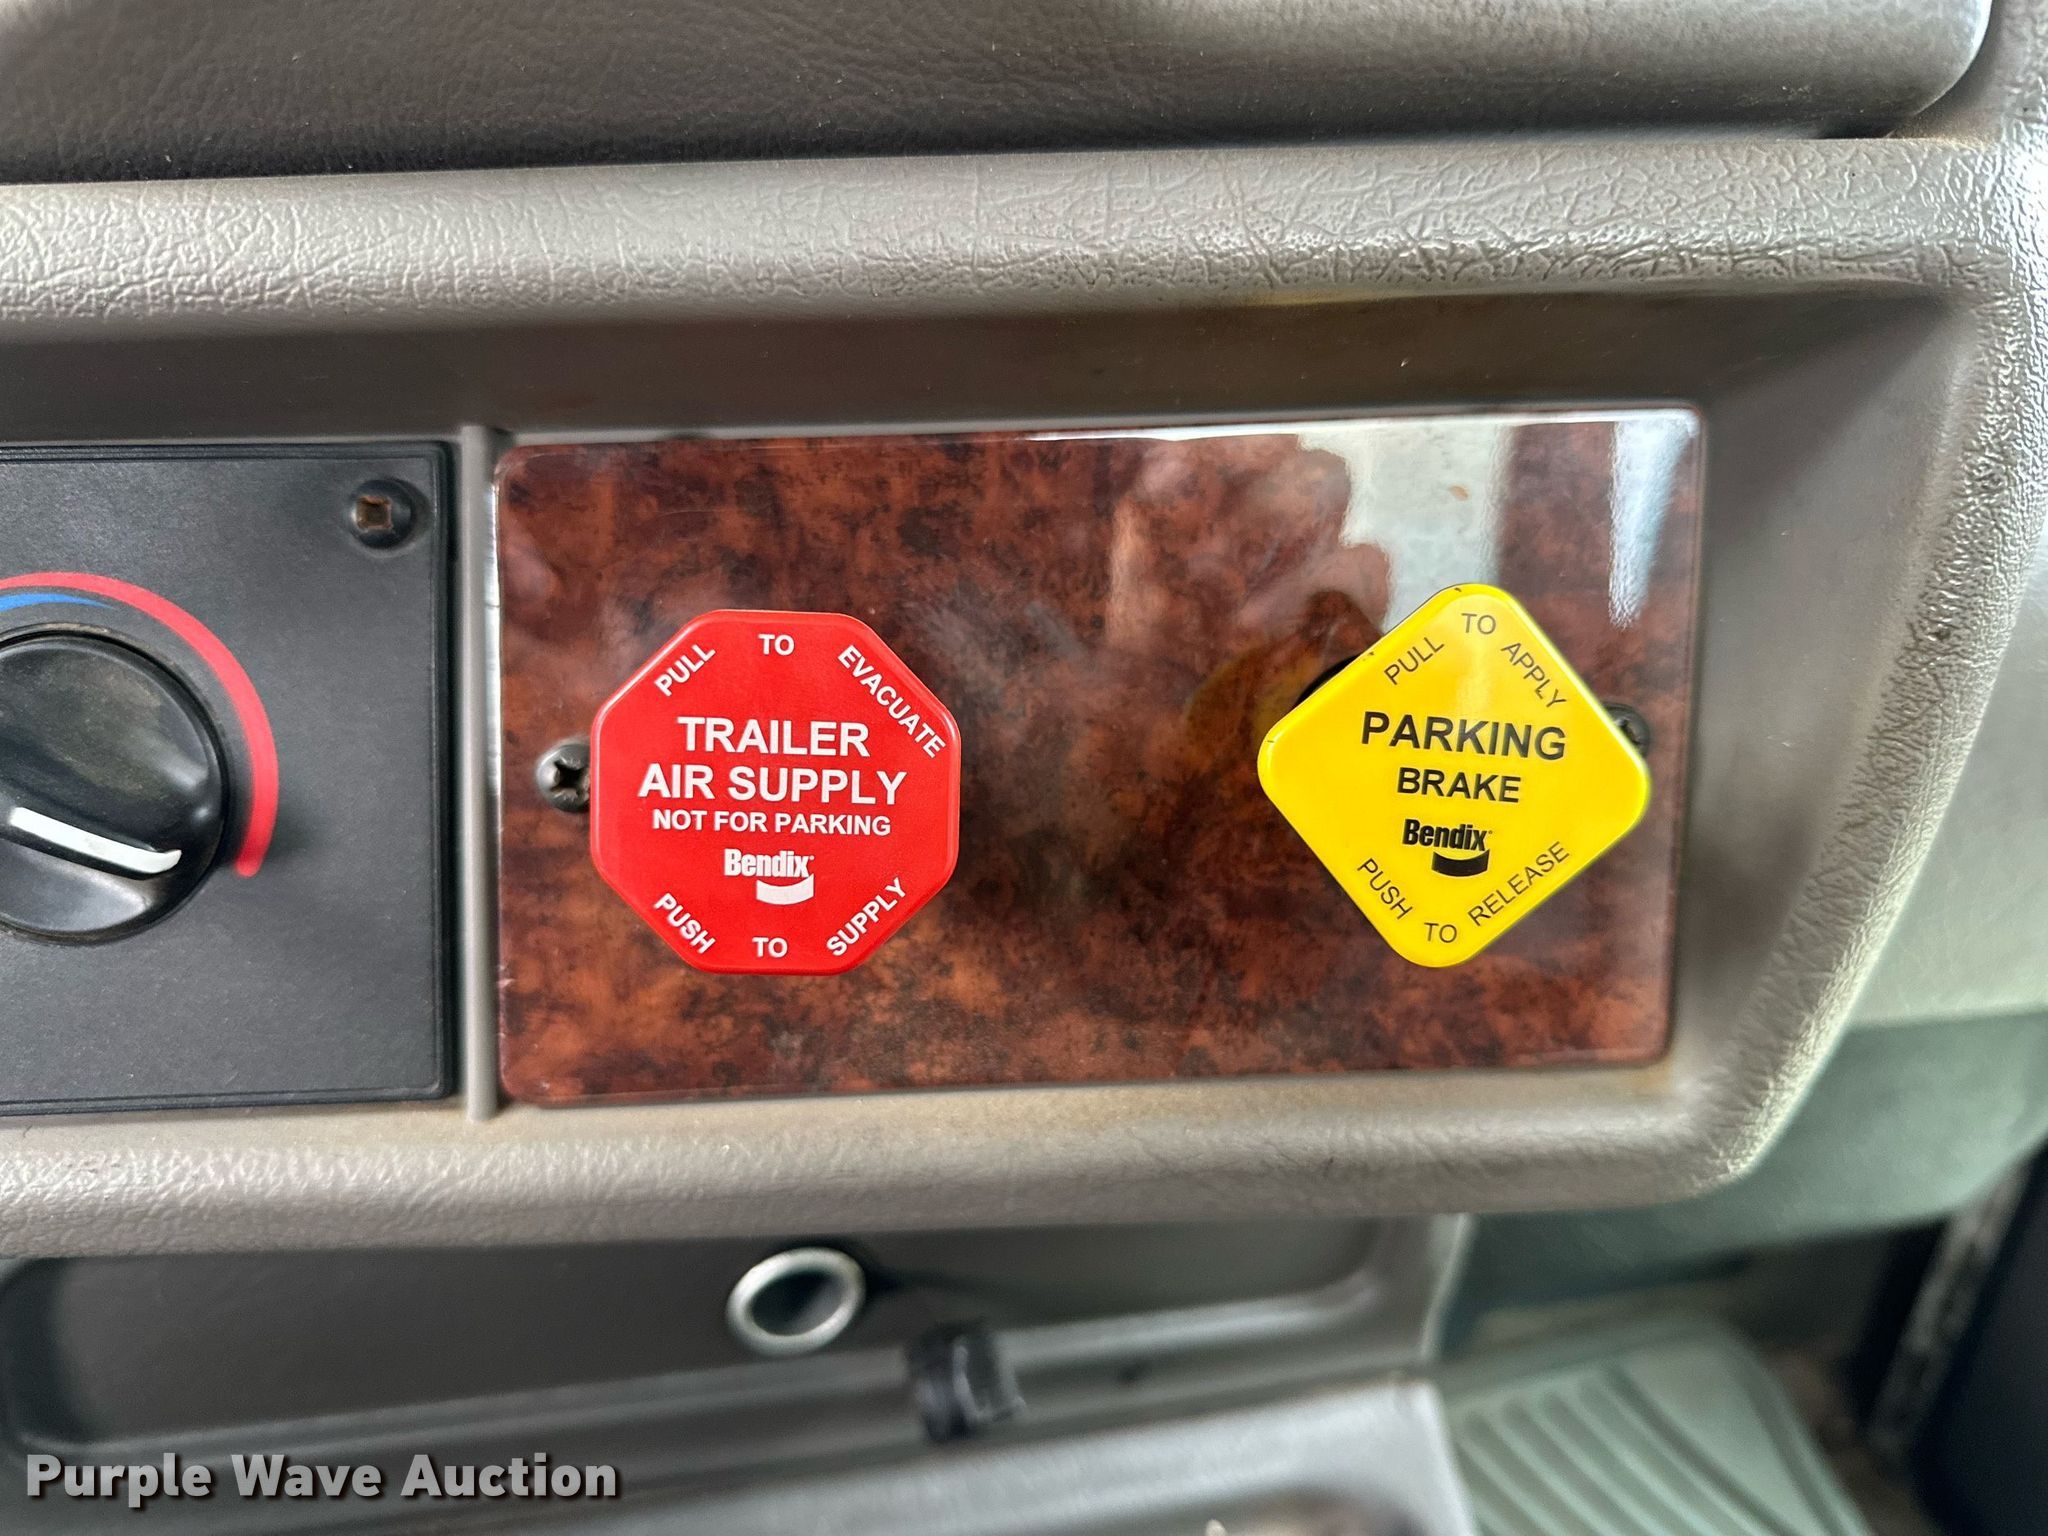 PULL TO EVACUATE
TRAILER
AIR SUPPLY
NOT FOR PARKING
Bendix
PUSH TO SUPPLY
PULL TO APPLY
PARKING
BRAKE
Bendix
PUSH TO RELEASE
Purple Wave Auction